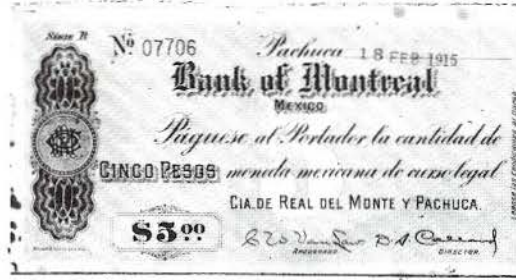 Serie B
No 07706 Pachuca 18 FEB 1915
Bank of Montreal
MEXICO
Páguese al Portador la cantidad de
CINCO PESOS moneda mexicana de curso legal
CIA. DE REAL DEL MONTE Y PACHUCA.
$5.00
APODERADO DIRECTOR